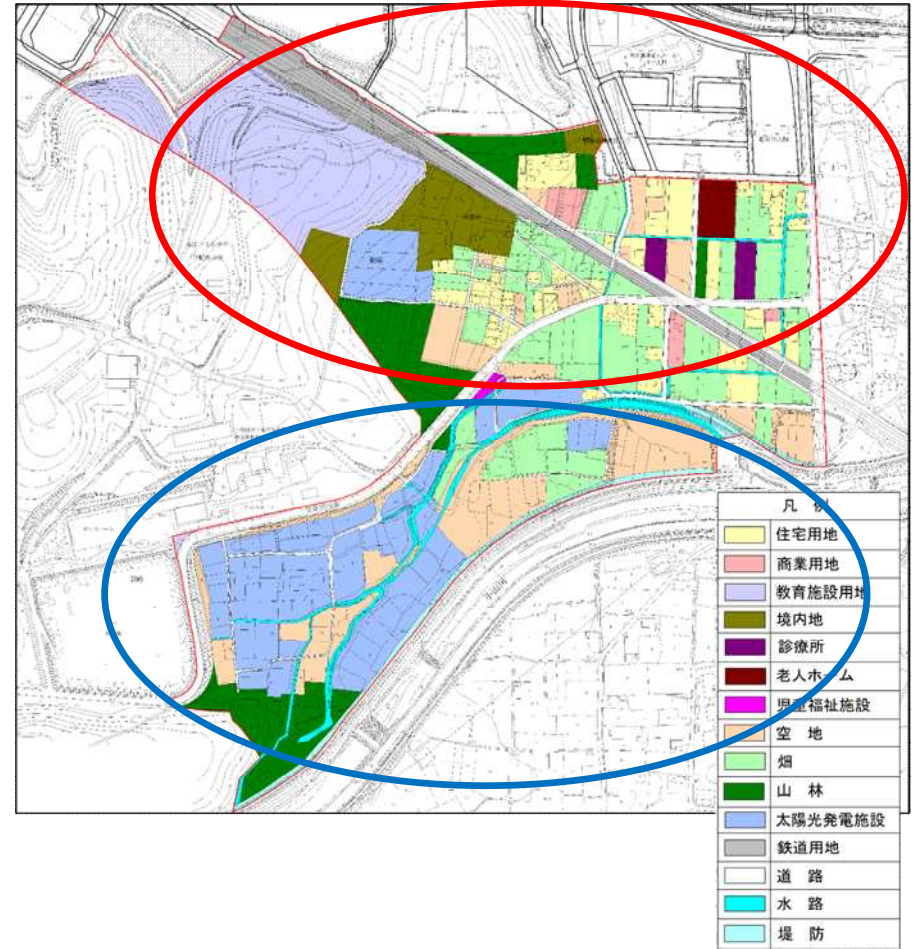 凡 例
住宅用地
商業用地
教育施設用地
境内地
診療所
老人ホーム
児童福祉施設
空 地
畑
山 林
太陽光発電施設
鉄道用地
道 路
水 路
堤 防